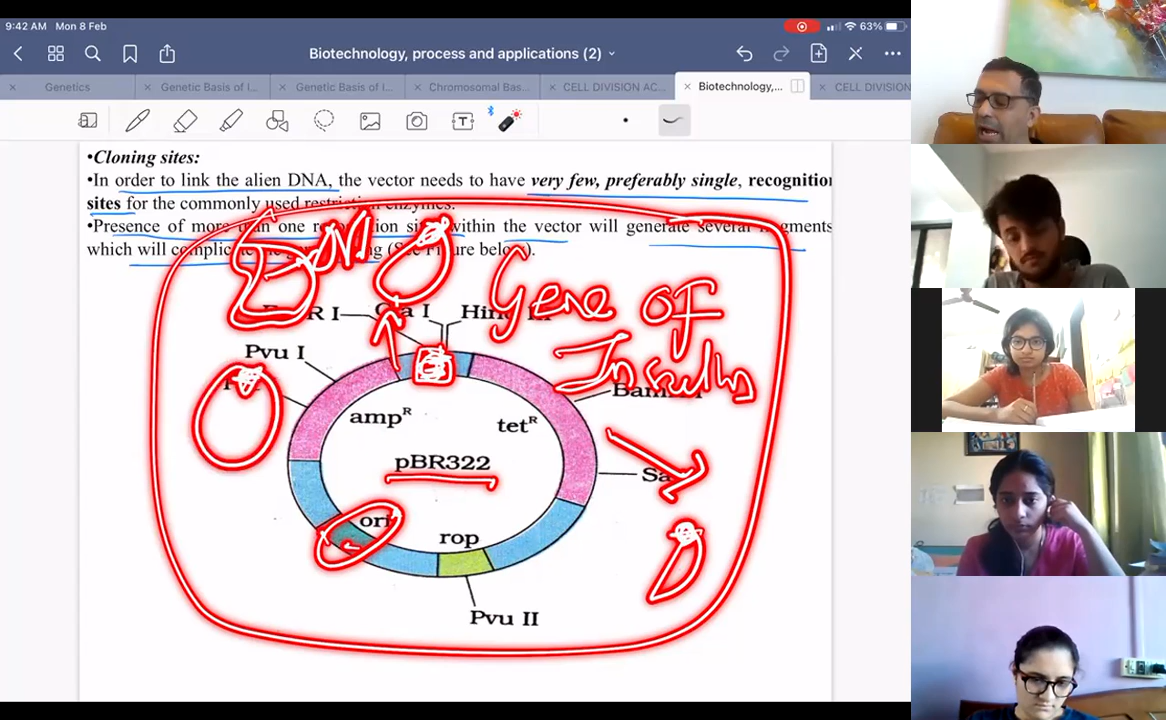 9:42 AM Mon 8 Feb
63%
Biotechnology, process and applications (2)
Genetics
Genetic Basis of I...
Genetic Basis of I...
Chromosomal Bas...
CELL DIVISION AC...
Biotechnology,...
CELL DIVISION
T
•Cloning sites:
•In order to link the alien DNA, the vector needs to have very few, preferably single, recognition
sites for the commonly used restriction enzymes.
•Presence of more than one recognition sites within the vector will generate several fragments
which will complicate the gene cloning (See Figure below).
R I
Cla I
Hind III
Gene of
Insulin
Pvu I
BamH I
amp^R
tet^R
pBR322
Sa
ori
rop
Pvu II